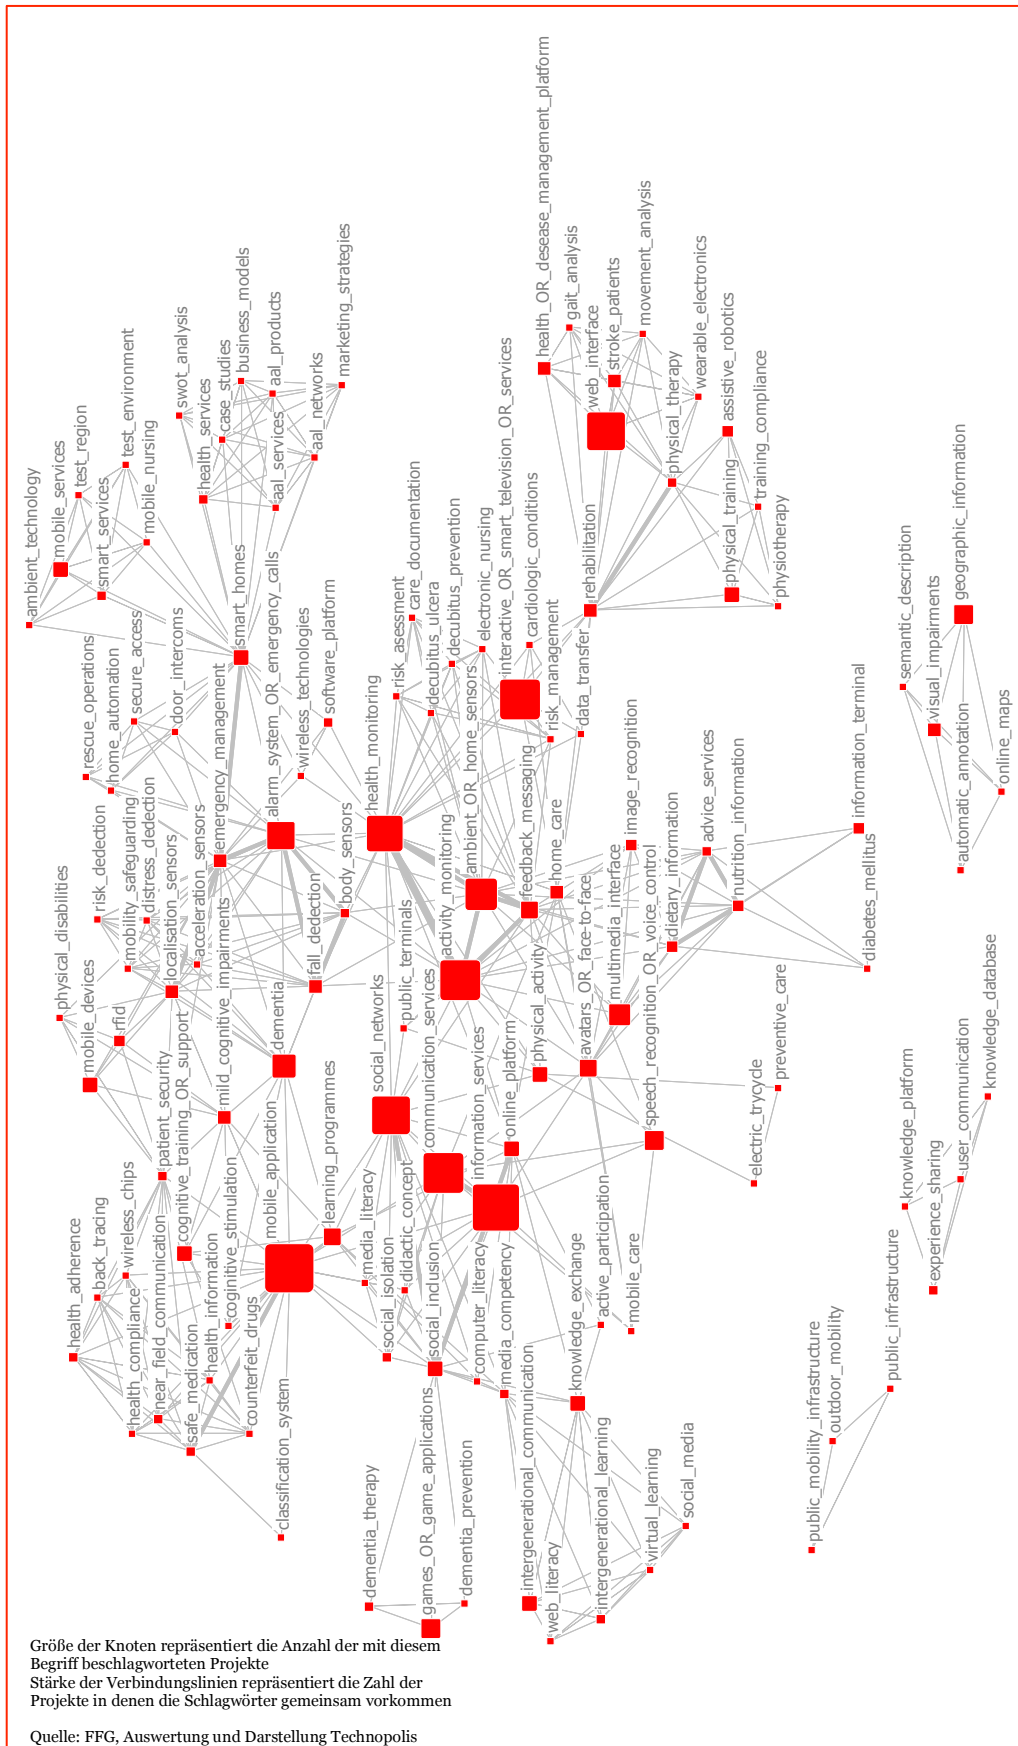 health_OR_desease_management_platform
gait_analysis
web_interface
stroke_patients
movement_analysis
physical_therapy
wearable_electronics
assistive_robotics
physical_training
training_compliance
physiotherapy
rehabilitation
swot_analysis
health_services
case_studies
business_models
aal_products
aal_services
aal_networks
marketing_strategies
ambient_technology
mobile_services
test_region
smart_services
test_environment
mobile_nursing
smart_homes
rescue_operations
home_automation
secure_access
door_intercoms
emergency_management
alarm_system_OR_emergency_calls
wireless_technologies
software_platform
health_monitoring
risk_asessment
care_documentation
decubitus_ulcera
decubitus_prevention
ambient_OR_home_sensors
electronic_nursing
interactive_OR_smart_television_OR_services
cardiologic_conditions
risk_management
data_transfer
feedback_messaging
home_care
geographic_information
semantic_description
visual_impairments
automatic_annotation
online_maps
image_recognition
multimedia_interface
dietary_information
advice_services
nutrition_information
information_terminal
diabetes_mellitus
physical_disabilities
risk_dedection
mobility_safeguarding
distress_dedection
localisation_sensors
acceleration_sensors
mobile_devices
rfid
mild_cognitive_impairments
dementia
fall_dedection
body_sensors
activity_monitoring
public_terminals
social_networks
communication_services
information_services
online_platform
physical_activity
avatars_OR_face-to-face
speech_recognition_OR_voice_control
preventive_care
electric_trycycle
knowledge_platform
experience_sharing
user_communication
knowledge_database
patient_security
cognitive_training_OR_support
cognitive_stimulation
mobile_application
learning_programmes
media_literacy
social_isolation
didactic_concept
social_inclusion
computer_literacy
media_competency
knowledge_exchange
active_participation
mobile_care
health_adherence
back_tracing
wireless_chips
health_compliance
near_field_communication
safe_medication
health_information
counterfeit_drugs
classification_system
public_mobility_infrastructure
outdoor_mobility
public_infrastructure
dementia_therapy
games_OR_game_applications
dementia_prevention
intergenerational_communication
web_literacy
intergenerational_learning
virtual_learning
social_media
Größe der Knoten repräsentiert die Anzahl der mit diesem
Begriff beschlagworteten Projekte
Stärke der Verbindungslinien repräsentiert die Zahl der
Projekte in denen die Schlagwörter gemeinsam vorkommen
Quelle: FFG, Auswertung und Darstellung Technopolis